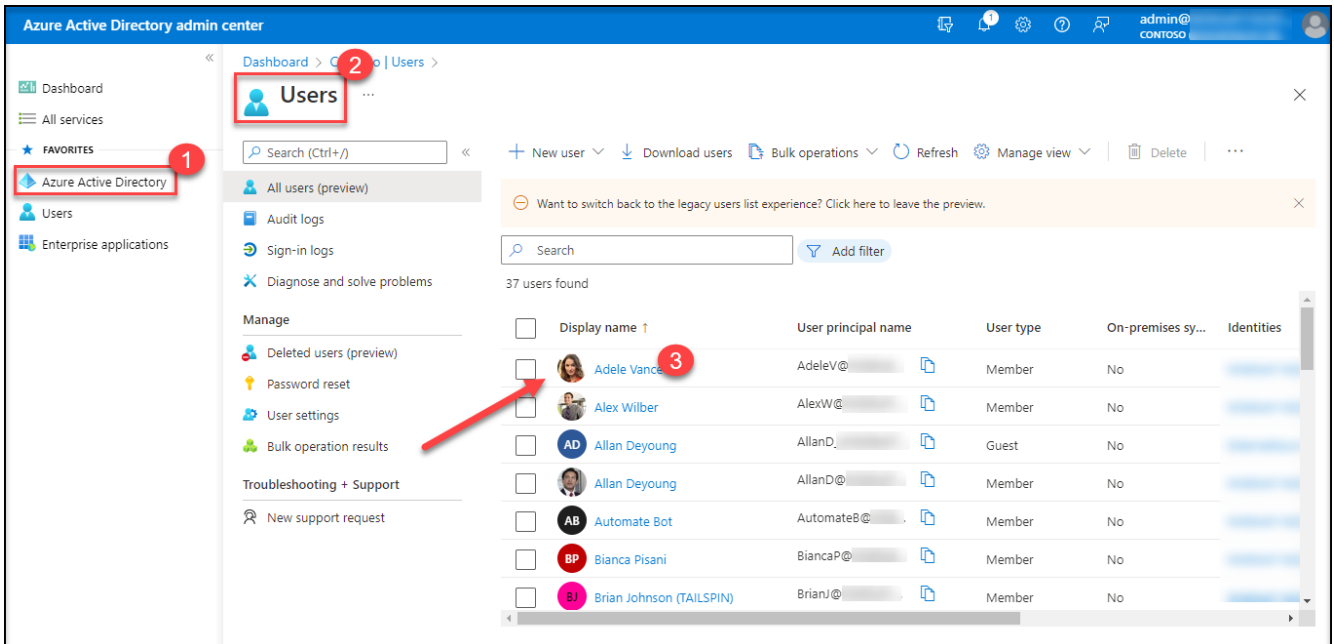 Azure Active Directory admin center
1
admin@
CONTOSO
Dashboard
All services
FAVORITES
1
Azure Active Directory
Users
Enterprise applications
Dashboard > C o | Users >
2
Users ...
Search (Ctrl+/)
All users (preview)
Audit logs
Sign-in logs
Diagnose and solve problems
Manage
Deleted users (preview)
Password reset
User settings
Bulk operation results
Troubleshooting + Support
New support request
New user Download users Bulk operations Refresh Manage view Delete ...
Want to switch back to the legacy users list experience? Click here to leave the preview.
Search Add filter
37 users found
Display name ↑ User principal name User type On-premises sy... Identities
Adele Vance 3 AdeleV@ Member No
Alex Wilber AlexW@ Member No
AD Allan Deyoung AllanD_ Guest No
Allan Deyoung AllanD@ Member No
AB Automate Bot AutomateB@ Member No
BP Bianca Pisani BiancaP@ Member No
BJ Brian Johnson (TAILSPIN) BrianJ@ Member No